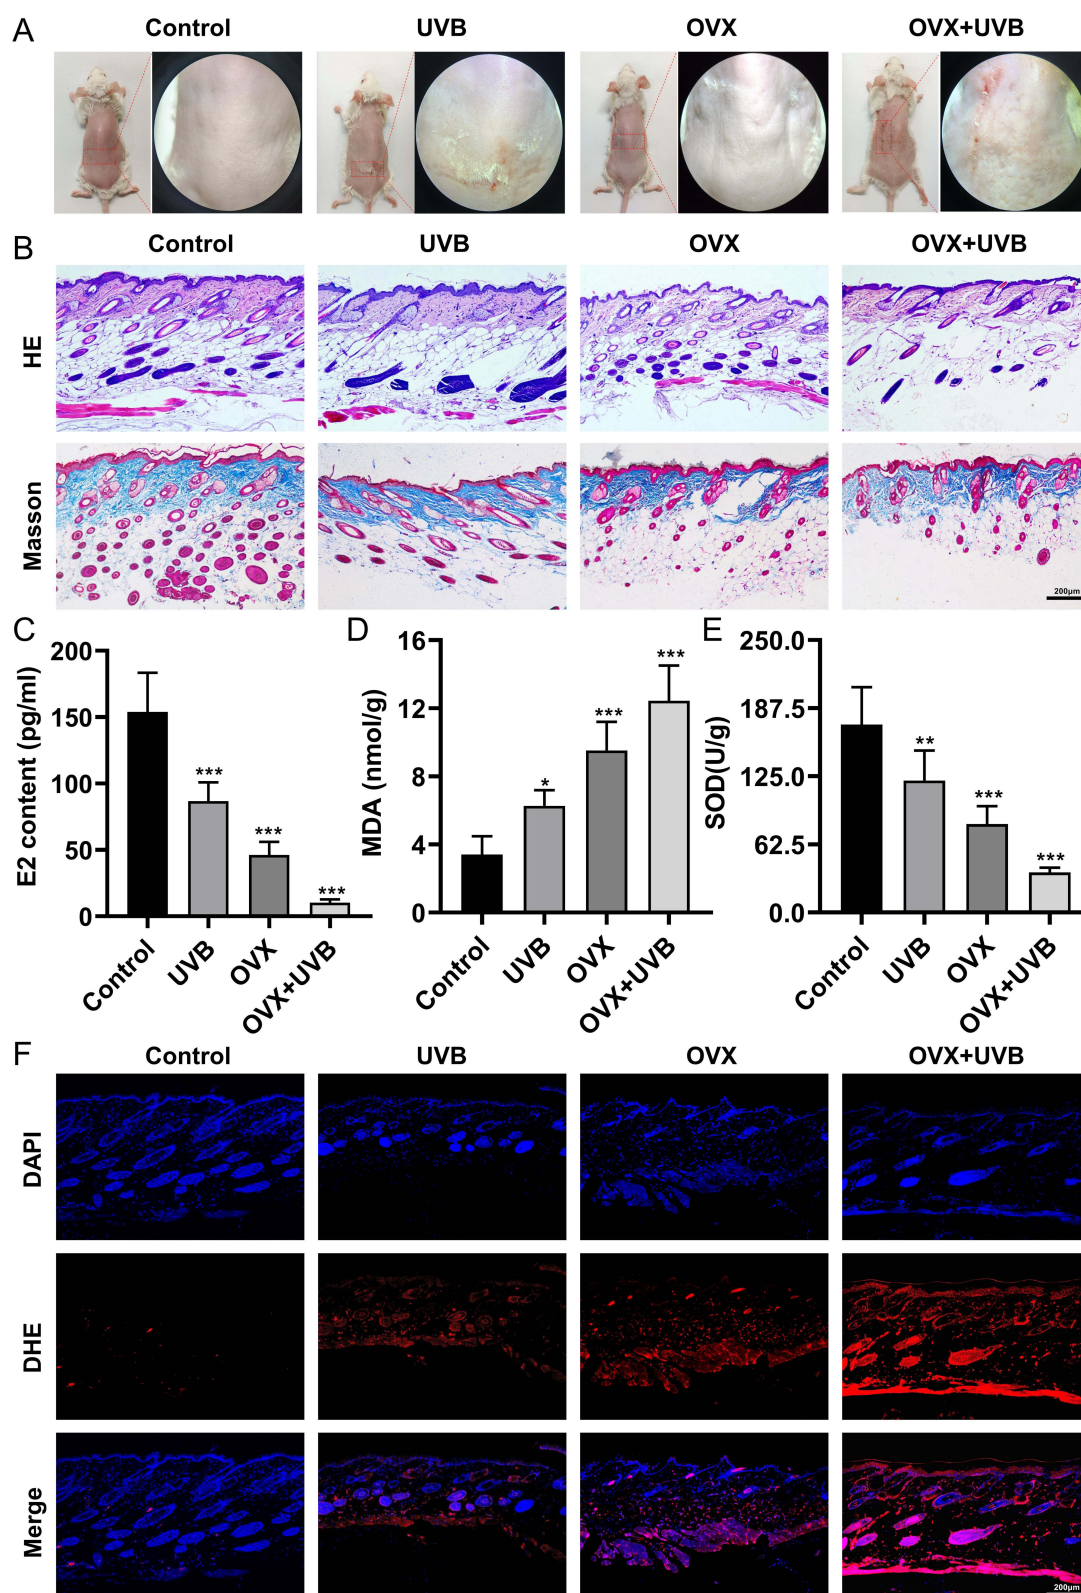 A
Control
UVB
OVX
OVX+UVB
B
Control
UVB
OVX
OVX+UVB
HE
Masson
200μm
C
E2 content (pg/ml)
200
150
100
50
0
***
***
***
Control
UVB
OVX
OVX+UVB
D
MDA (nmol/g)
16
12
8
4
0
*
***
***
Control
UVB
OVX
OVX+UVB
E
SOD(U/g)
250.0
187.5
125.0
62.5
0.0
**
***
***
Control
UVB
OVX
OVX+UVB
F
Control
UVB
OVX
OVX+UVB
DAPI
DHE
Merge
200μm